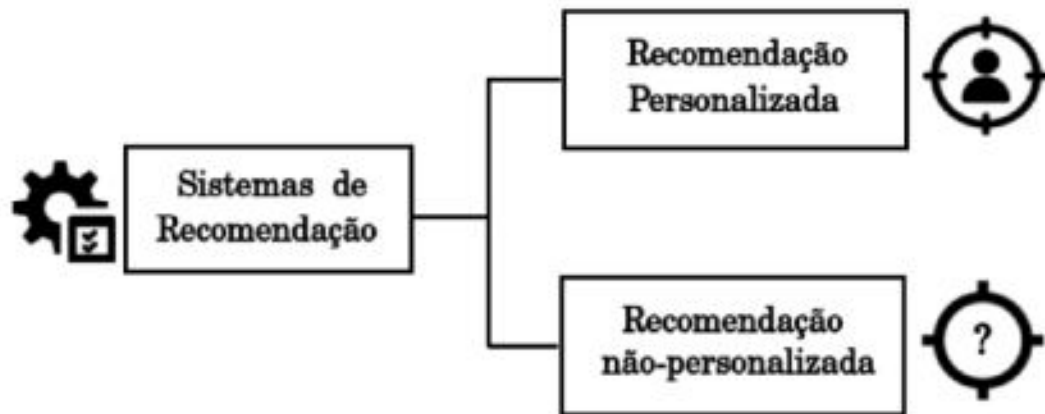 Recomendação
Personalizada
Sistemas de
Recomendação
Recomendação
não-personalizada
?